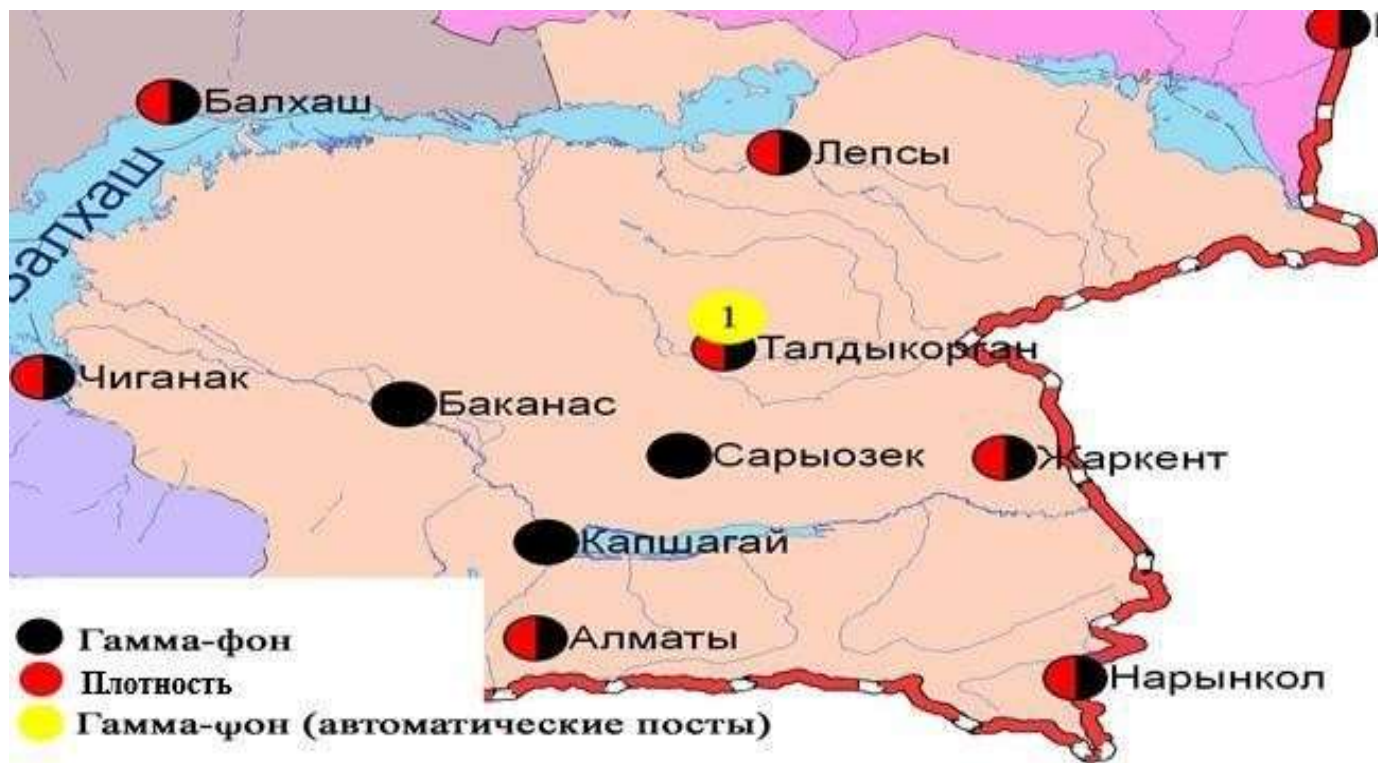 Балхаш
Лепсы
Балхаш
1
Талдыкорган
Чиганак
Баканас
Сарыозек
Жаркент
Капшагай
Гамма-фон
Алматы
Плотность
Нарынкол
Гамма-фон (автоматические посты)